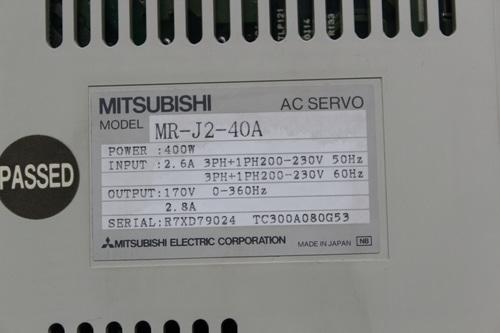 MITSUBISHI AC SERVO
MODEL MR-J2-40A
POWER :400W
INPUT :2.6A 3PH+1PH200-230V 50Hz
3PH+1PH200-230V 60Hz
OUTPUT:170V 0-360Hz
2.8A
SERIAL:R7XD79024 TC300A080G53
MITSUBISHI ELECTRIC CORPORATION MADE IN JAPAN NB
PASSED